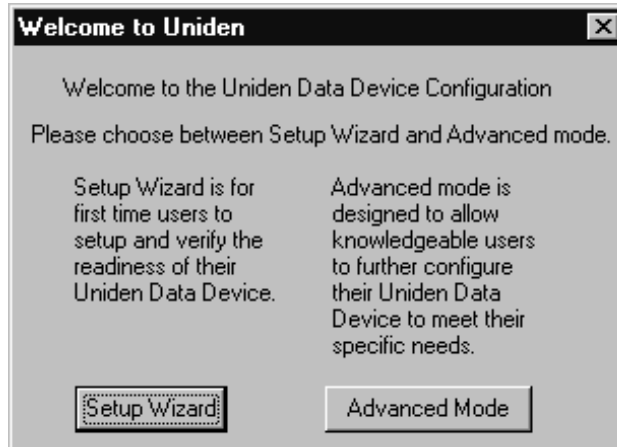 Welcome to Uniden
Welcome to the Uniden Data Device Configuration
Please choose between Setup Wizard and Advanced mode.
Setup Wizard is for
first time users to
setup and verify the
readiness of their
Uniden Data Device.
Advanced mode is
designed to allow
knowledgeable users
to further configure
their Uniden Data
Device to meet their
specific needs.
Setup Wizard
Advanced Mode